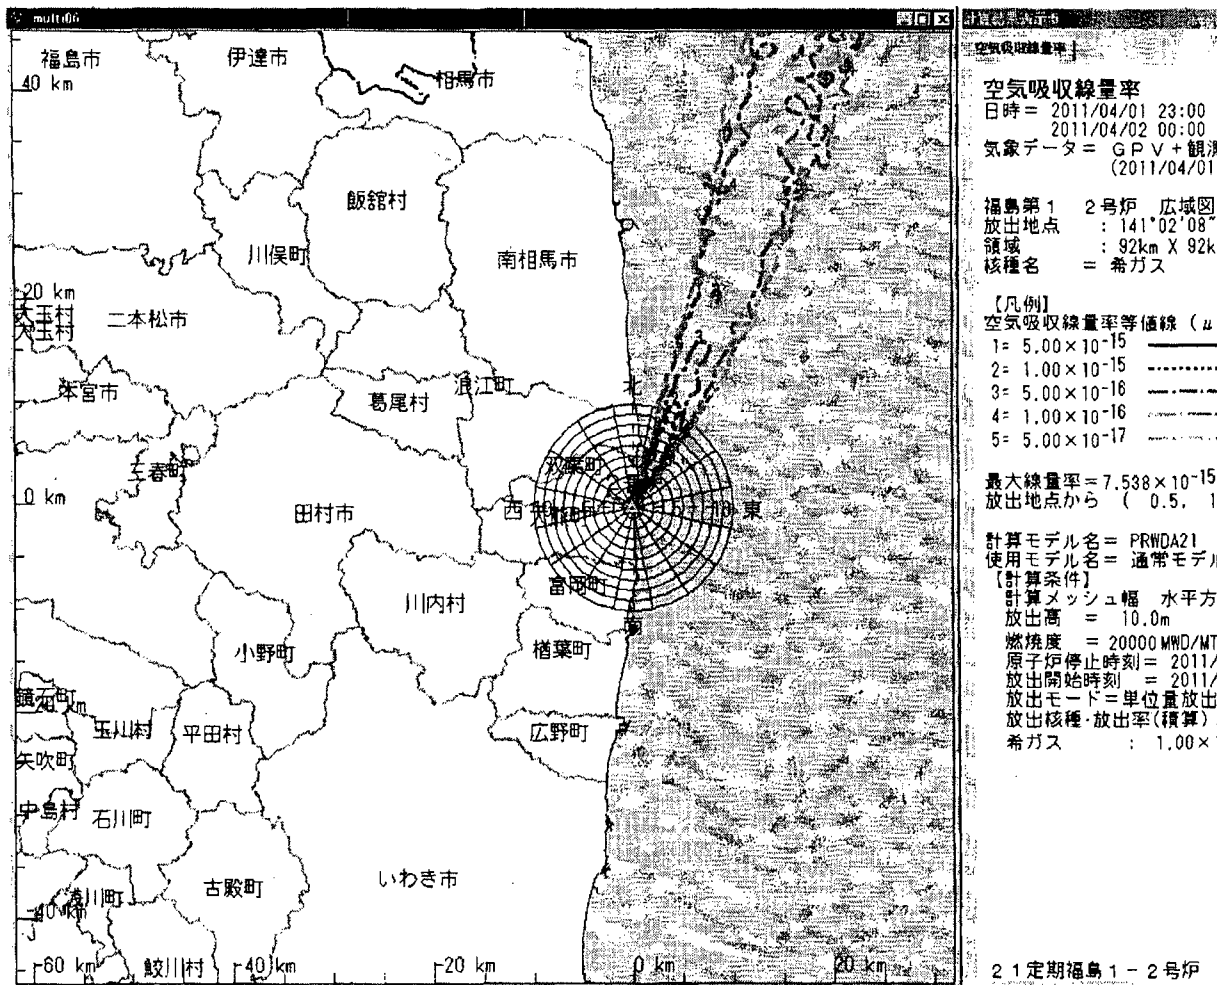 multi06
福島市
伊達市
相馬市
40 km
飯舘村
川俣町
南相馬市
20 km
大玉村
大玉村
二本松市
本宮市
浪江町
北
葛尾村
双葉町
三春町
0 km
田村市
西
東
富岡町
川内村
南
小野町
楢葉町
鏡石町
玉川村
平田村
広野町
矢吹町
中島村
石川町
浅川町
古殿町
いわき市
-40 km
-60 km
鮫川村
-40 km
-20 km
0 km
20 km
空気吸収線量率
空気吸収線量率
日時= 2011/04/01 23:00
2011/04/02 00:00
気象データ= GPV+観測
(2011/04/01
福島第1 2号炉 広域図
放出地点 : 141°02'08"
領域 : 92km X 92k
核種名 = 希ガス
【凡例】
空気吸収線量率等値線 (μ
1= 5.00×10-15
2= 1.00×10-15
3= 5.00×10-16
4= 1.00×10-16
5= 5.00×10-17
最大線量率=7.538×10-15
放出地点から ( 0.5, 1
計算モデル名= PRWDA21
使用モデル名= 通常モデル
【計算条件】
計算メッシュ幅 水平方
放出高 = 10.0m
燃焼度 = 20000MWD/MT
原子炉停止時刻= 2011/
放出開始時刻 = 2011/
放出モード=単位量放出
放出核種・放出率(積算)
希ガス : 1.00×
21定期福島1-2号炉